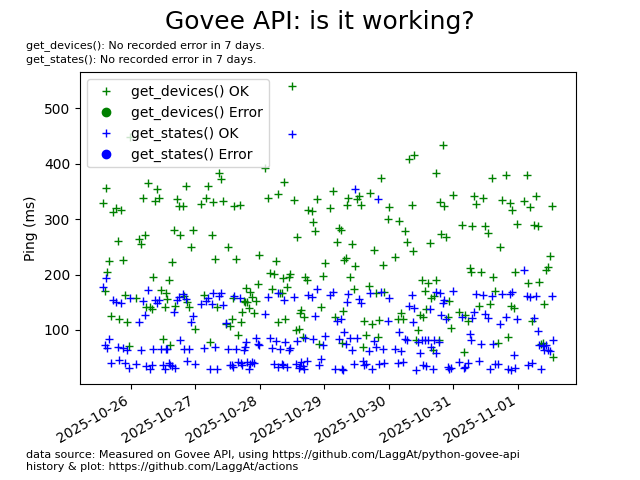 Govee API: is it working?
get_devices(): No recorded error in 7 days.
get_states(): No recorded error in 7 days.
get_devices() OK
get_devices() Error
get_states() OK
get_states() Error
Ping (ms)
500
400
300
200
100
2025-10-26
2025-10-27
2025-10-28
2025-10-29
2025-10-30
2025-10-31
2025-11-01
data source: Measured on Govee API, using https://github.com/LaggAt/python-govee-api
history & plot: https://github.com/LaggAt/actions